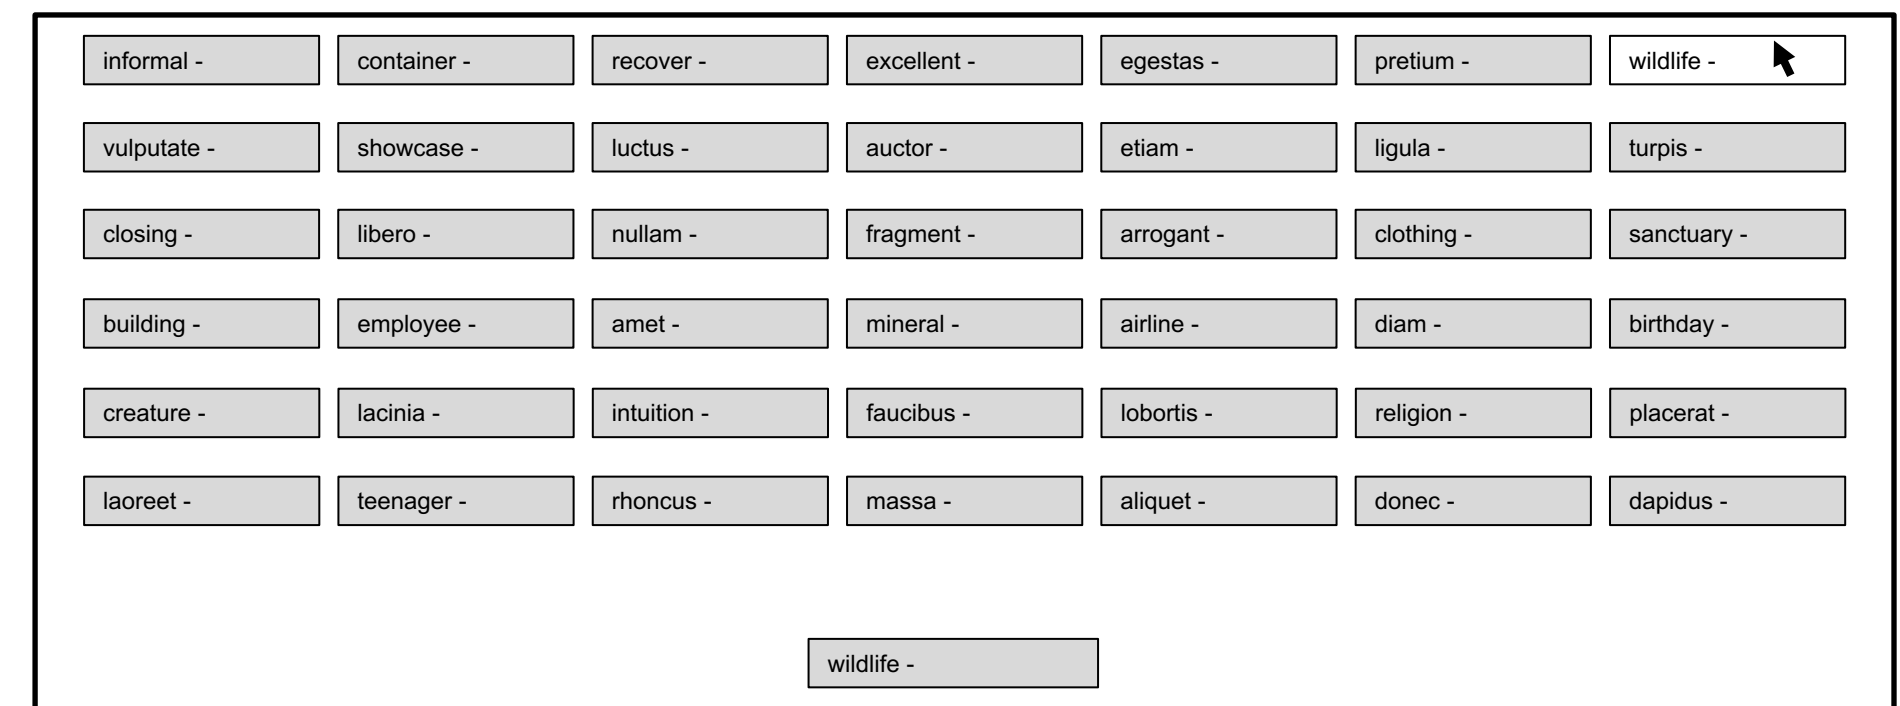 informal - container - recover - excellent - egestas - pretium - wildlife -
vulputate - showcase - luctus - auctor - etiam - ligula - turpis -
closing - libero - nullam - fragment - arrogant - clothing - sanctuary -
building - employee - amet - mineral - airline - diam - birthday -
creature - lacinia - intuition - faucibus - lobortis - religion - placerat -
laoreet - teenager - rhoncus - massa - aliquet - donec - dapidus -
wildlife -